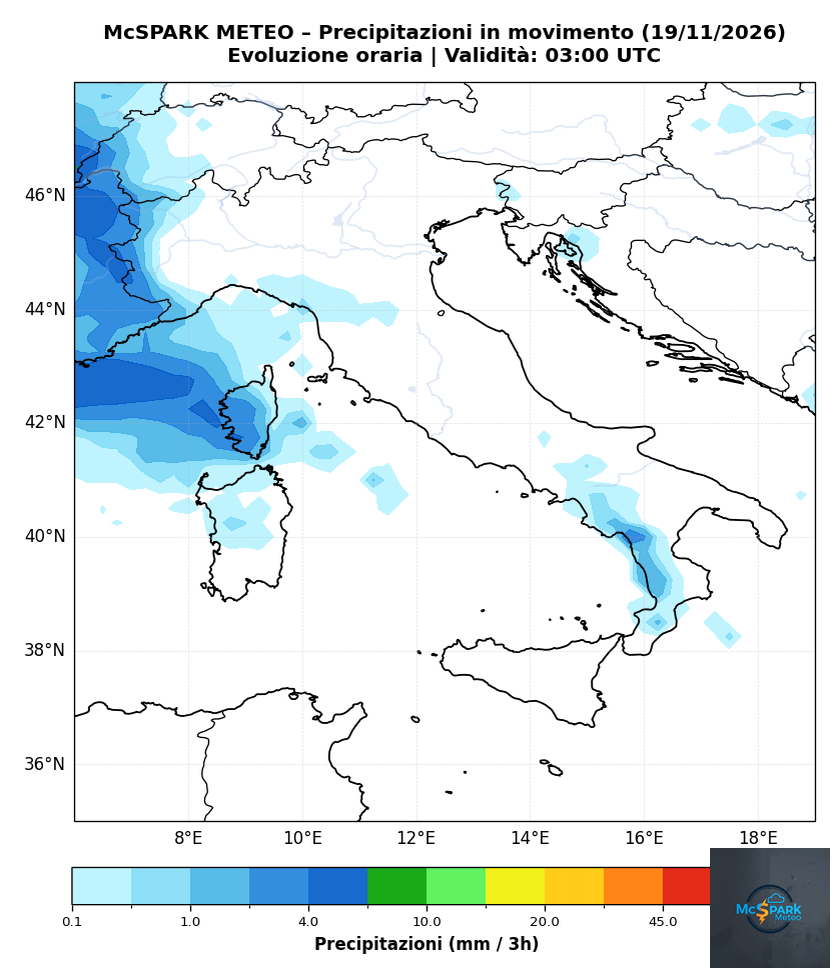 McSPARK METEO – Precipitazioni in movimento (19/11/2026)
Evoluzione oraria | Validità: 03:00 UTC
46°N
44°N
42°N
40°N
38°N
36°N
8°E 10°E 12°E 14°E 16°E 18°E
0.1 1.0 4.0 10.0 20.0 45.0
Precipitazioni (mm / 3h)
McSPARK
Meteo